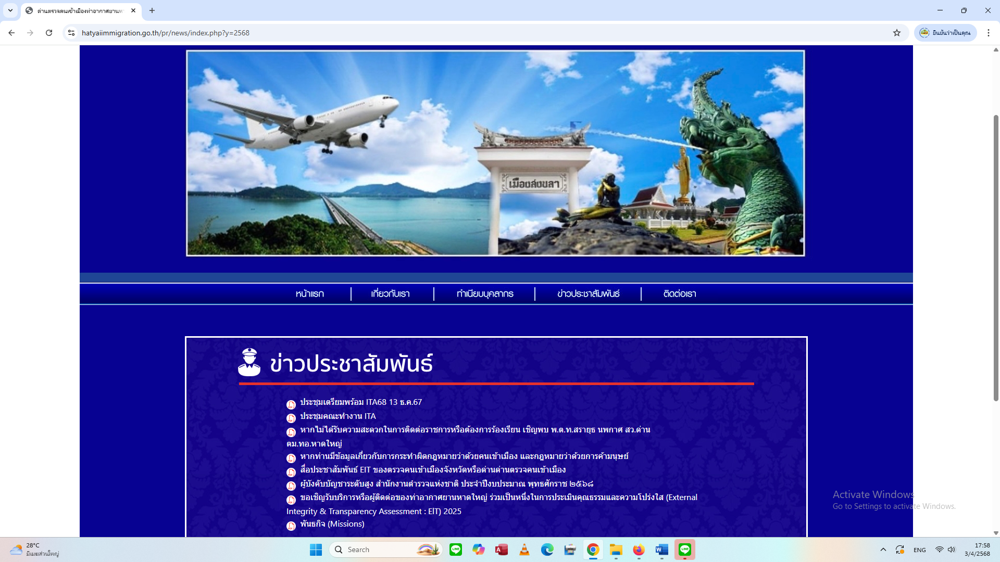 ด่านตรวจคนเข้าเมืองท่าอากาศยานห
hatyaiimmigration.go.th/pr/news/index.php?y=2568
ยืนยันว่าเป็นคุณ
เมืองสงขลา
หน้าแรก
เกี่ยวกับเรา
ทำเนียบบุคลากร
ข่าวประชาสัมพันธ์
ติดต่อเรา
ข่าวประชาสัมพันธ์
ประชุมเตรียมพร้อม ITA68 13 ธ.ค.67
ประชุมคณะทำงาน ITA
หากไม่ได้รับความสะดวกในการติดต่อราชการหรือต้องการร้องเรียน เชิญพบ พ.ต.ท.สรายุธ นพกาศ สว.ด่าน
ตม.ทอ.หาดใหญ่
หากท่านมีข้อมูลเกี่ยวกับการกระทำผิดกฎหมายว่าด้วยคนเข้าเมือง และกฎหมายว่าด้วยการค้ามนุษย์
สื่อประชาสัมพันธ์ EIT ของตรวจคนเข้าเมืองจังหวัดหรือด่านด่านตรวจคนเข้าเมือง
ผู้บังคับบัญชาระดับสูง สำนักงานตำรวจแห่งชาติ ประจำปีงบประมาณ พุทธศักราช ๒๕๖๘
ขอเชิญรับบริการหรือผู้ติดต่อของท่าอากาศยานหาดใหญ่ ร่วมเป็นหนึ่งในการประเมินคุณธรรมและความโปร่งใส (External
Integrity & Transparency Assessment : EIT) 2025
พันธกิจ (Missions)
Activate Windows
Go to Settings to activate Windows.
28°C
มีเมฆส่วนใหญ่
Search
ENG
17:58
3/4/2568